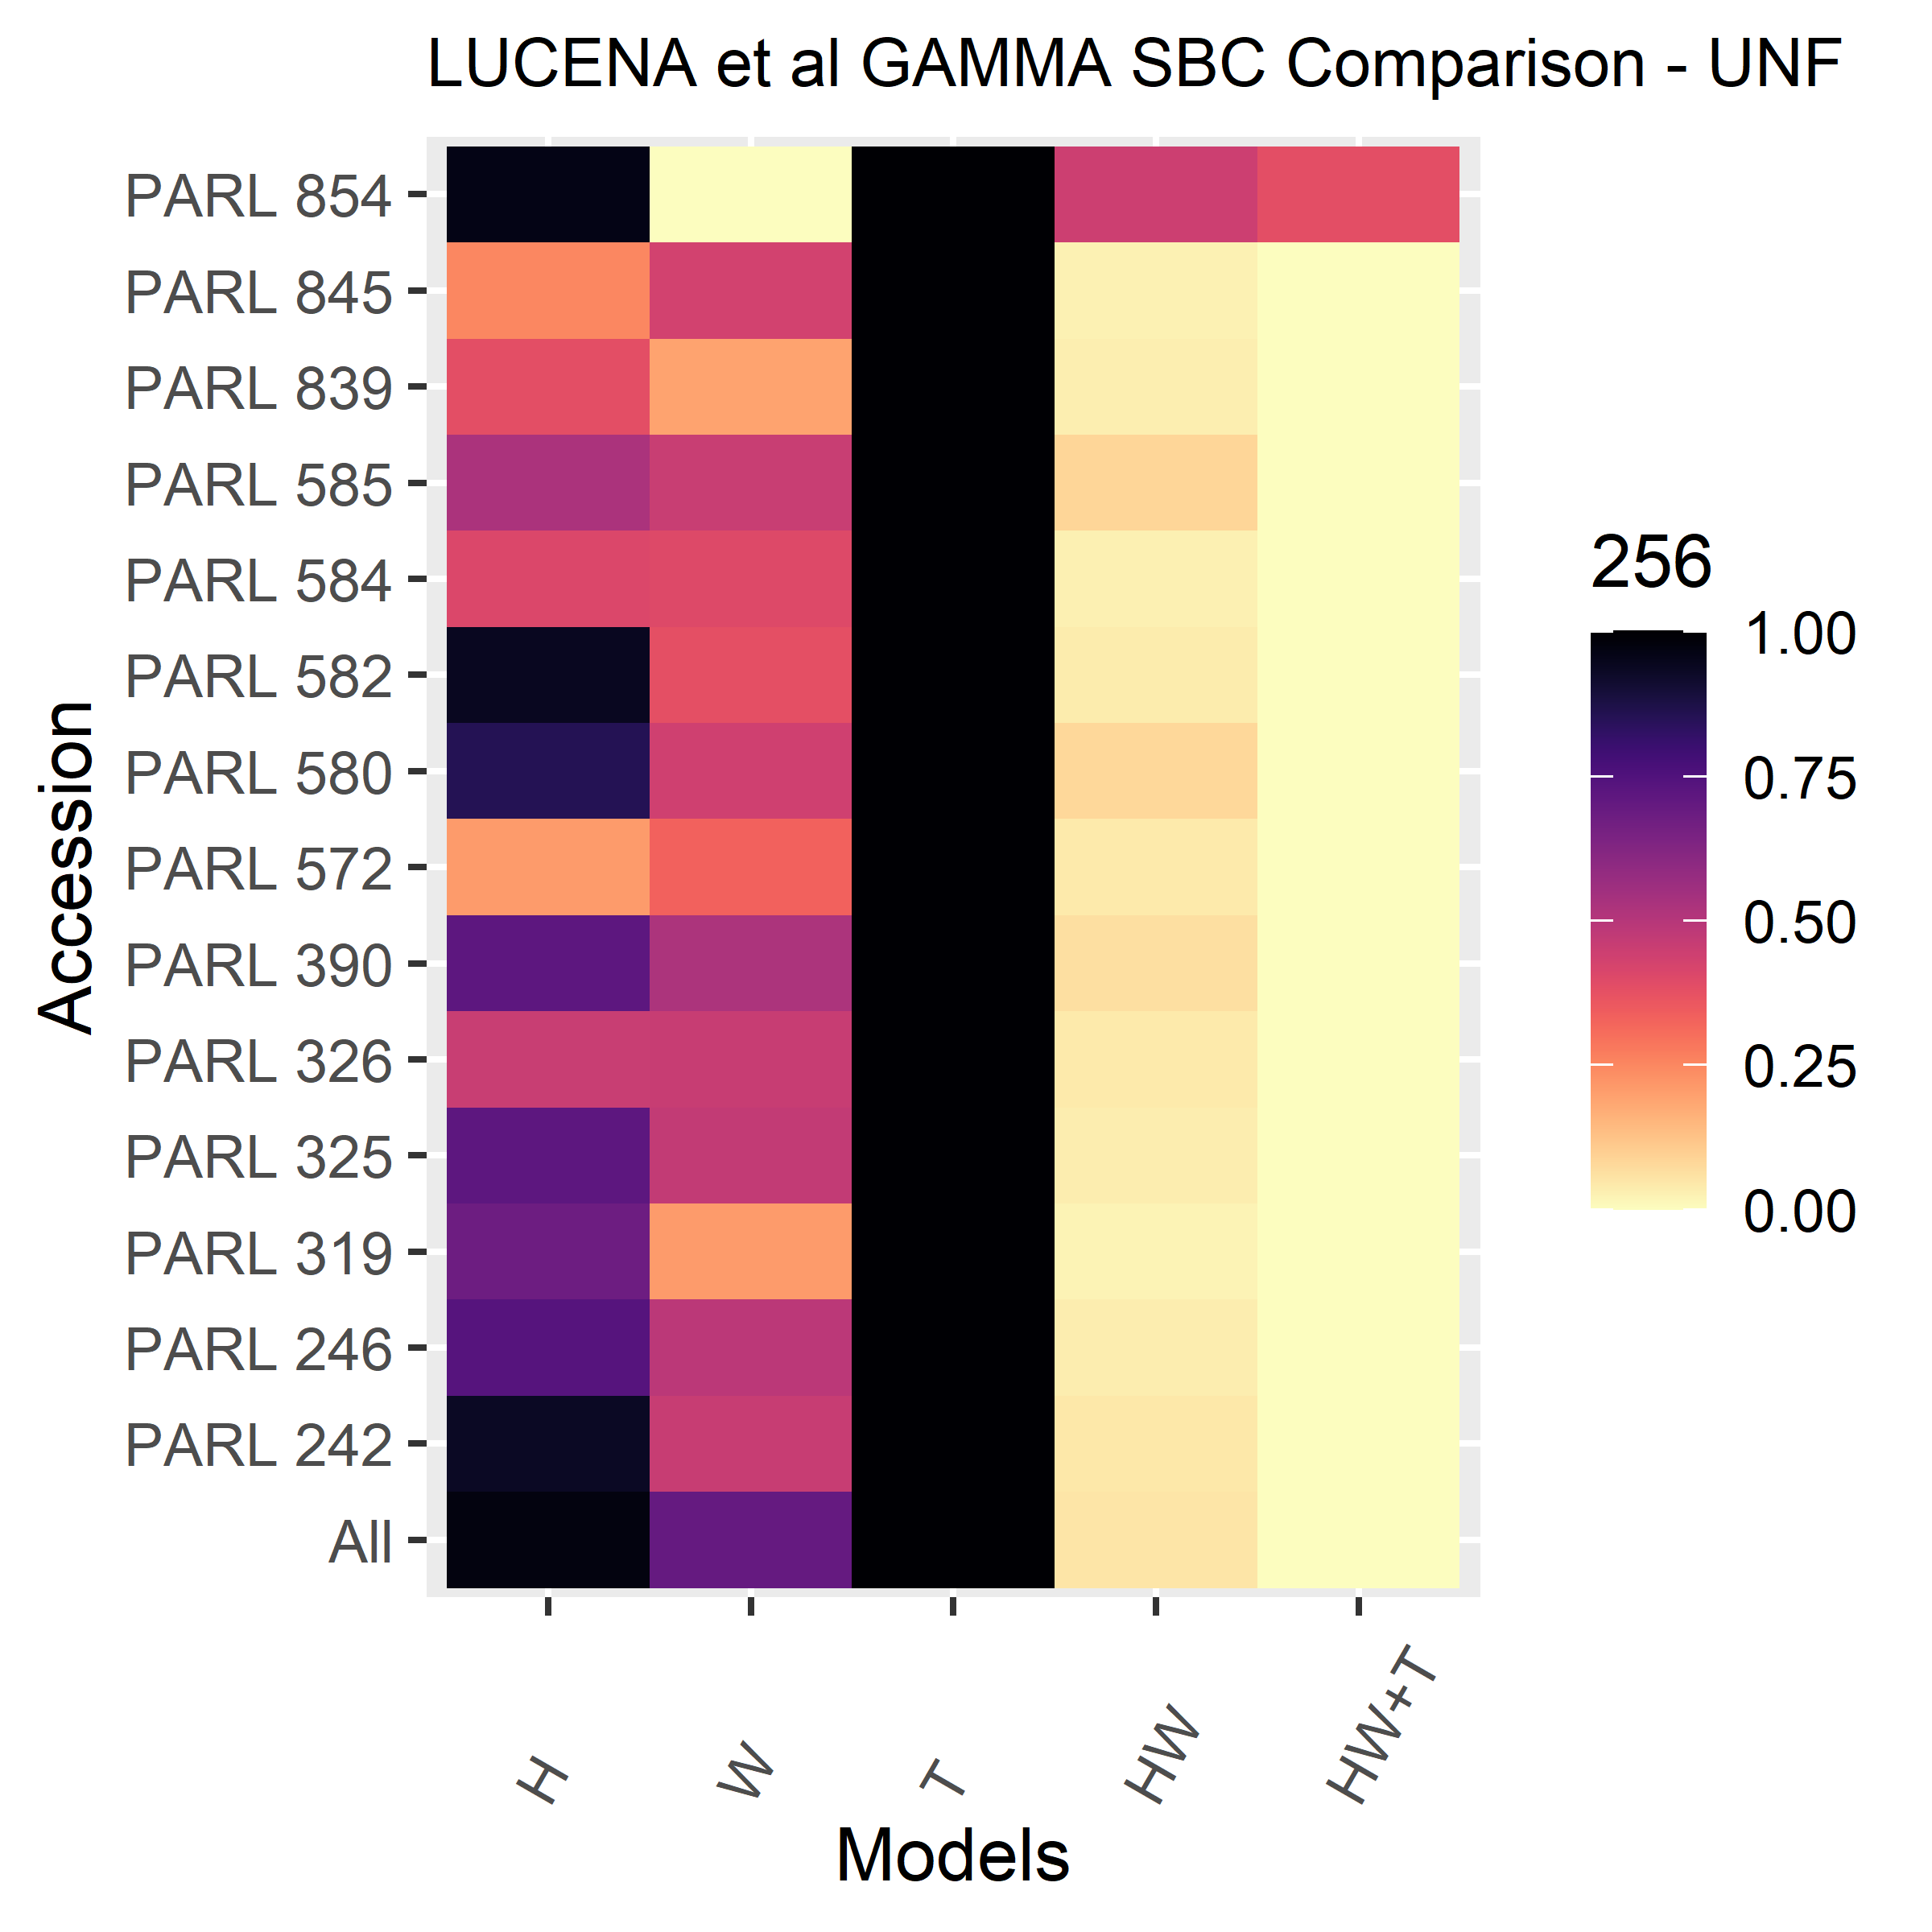 LUCENA et al GAMMA SBC Comparison - UNF
PARL 854
PARL 845
PARL 839
PARL 585
PARL 584
PARL 582
PARL 580
PARL 572
PARL 390
PARL 326
PARL 325
PARL 319
PARL 246
PARL 242
All
Accession
H
W
T
HW
HW+T
Models
256
1.00
0.75
0.50
0.25
0.00